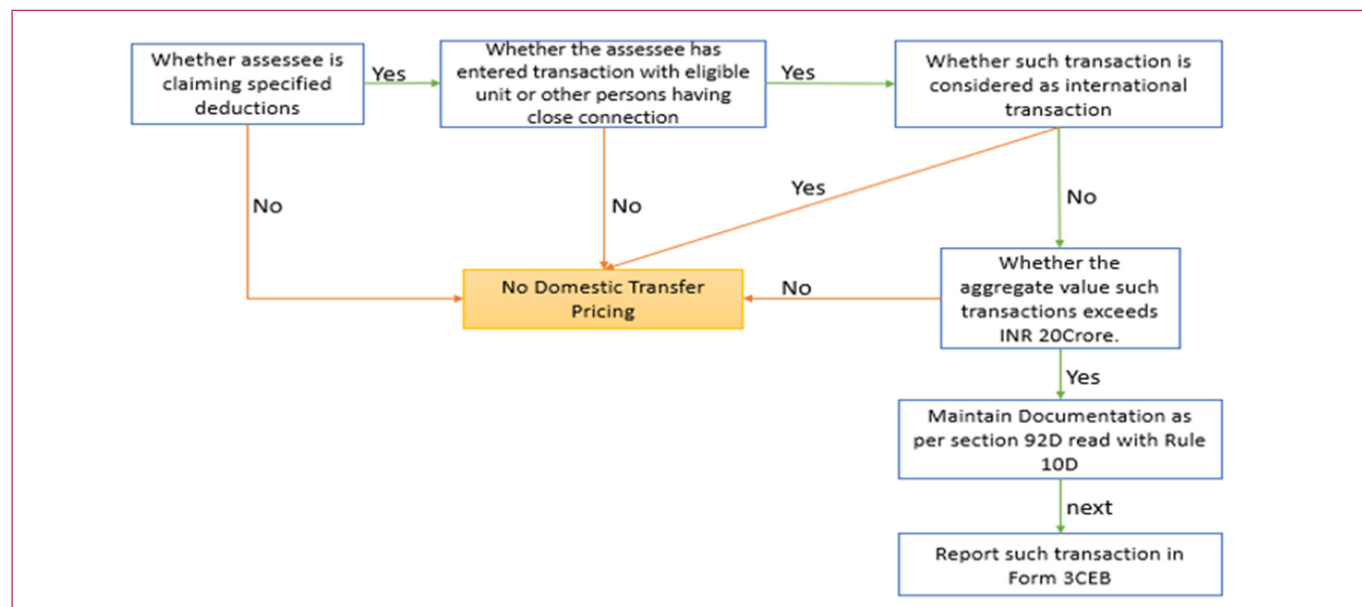 Whether assessee is
claiming specified
deductions
Yes
Whether the assessee has
entered transaction with eligible
unit or other persons having
close connection
Yes
Whether such transaction is
considered as international
transaction
No
No
Yes
No
No Domestic Transfer
Pricing
No
Whether the
aggregate value such
transactions exceeds
INR 20Crore.
Yes
Maintain Documentation as
per section 92D read with Rule
10D
next
Report such transaction in
Form 3CEB